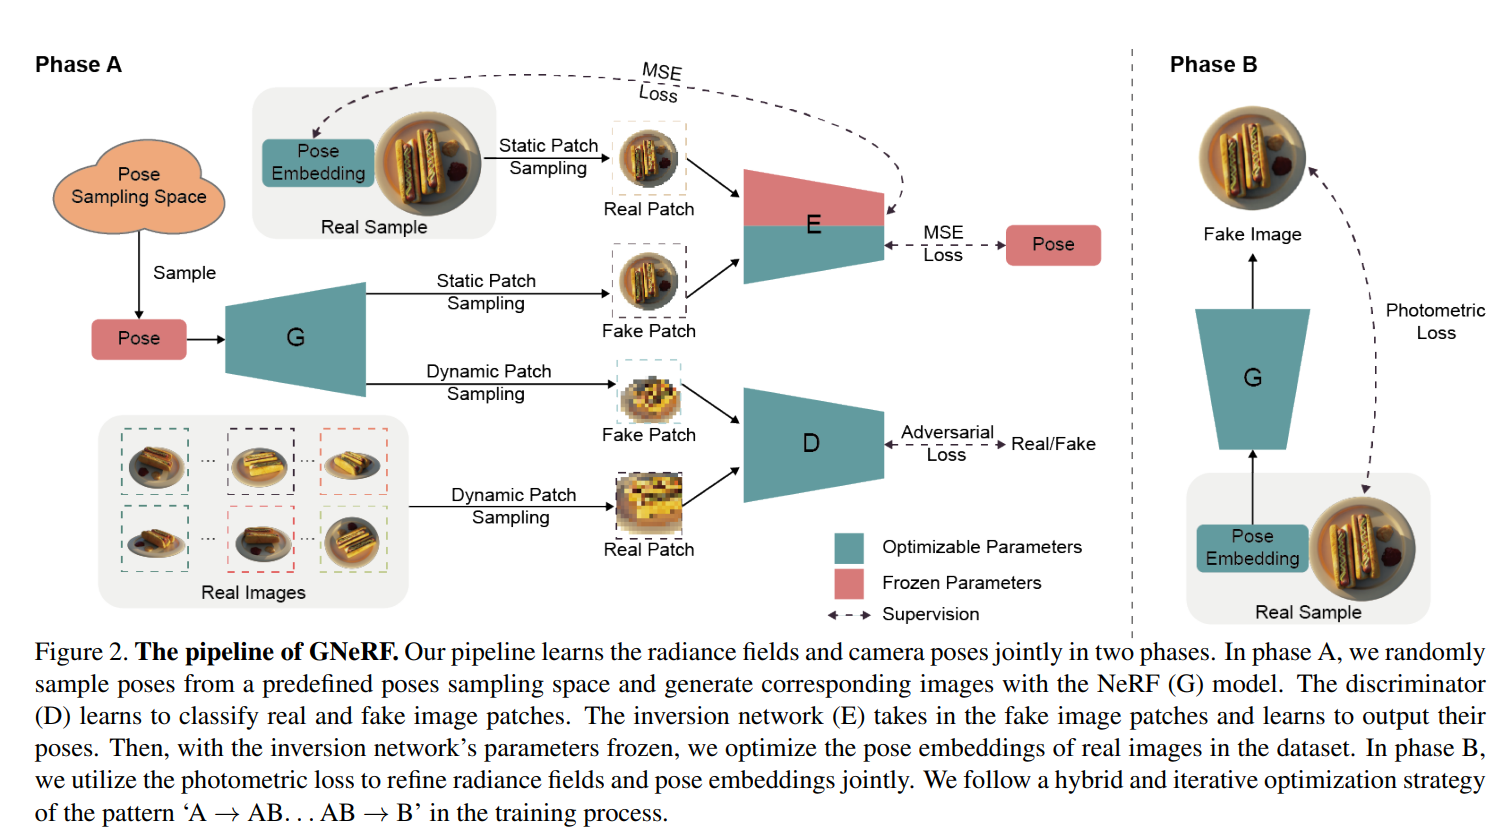 Phase A
Phase B
MSE
Loss
Pose
Sampling Space
Pose
Embedding
Real Sample
Static Patch
Sampling
Real Patch
E
MSE
Loss
Pose
Sample
Pose
G
Static Patch
Sampling
Fake Patch
Dynamic Patch
Sampling
Fake Patch
D
Adversarial
Loss
Real/Fake
Real Images
Dynamic Patch
Sampling
Real Patch
Optimizable Parameters
Frozen Parameters
Supervision
Fake Image
G
Photometric
Loss
Pose
Embedding
Real Sample
Figure 2. The pipeline of GNeRF. Our pipeline learns the radiance fields and camera poses jointly in two phases. In phase A, we randomly
sample poses from a predefined poses sampling space and generate corresponding images with the NeRF (G) model. The discriminator
(D) learns to classify real and fake image patches. The inversion network (E) takes in the fake image patches and learns to output their
poses. Then, with the inversion network's parameters frozen, we optimize the pose embeddings of real images in the dataset. In phase B,
we utilize the photometric loss to refine radiance fields and pose embeddings jointly. We follow a hybrid and iterative optimization strategy
of the pattern ‘A → AB. . . AB → B’ in the training process.